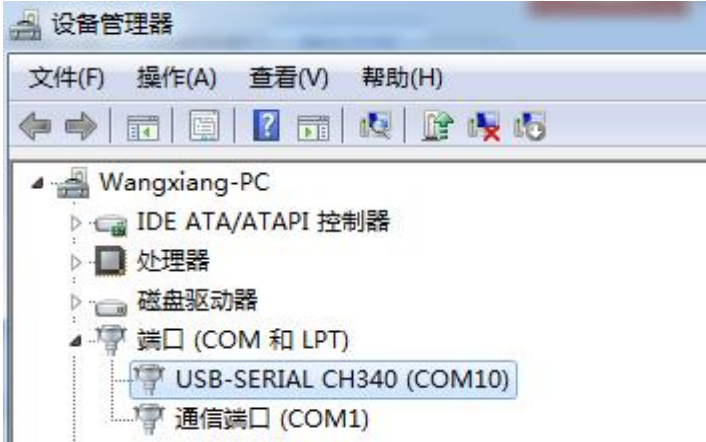 设备管理器
文件(F) 操作(A) 查看(V) 帮助(H)
Wangxiang-PC
IDE ATA/ATAPI 控制器
处理器
磁盘驱动器
端口 (COM 和 LPT)
USB-SERIAL CH340 (COM10)
通信端口 (COM1)